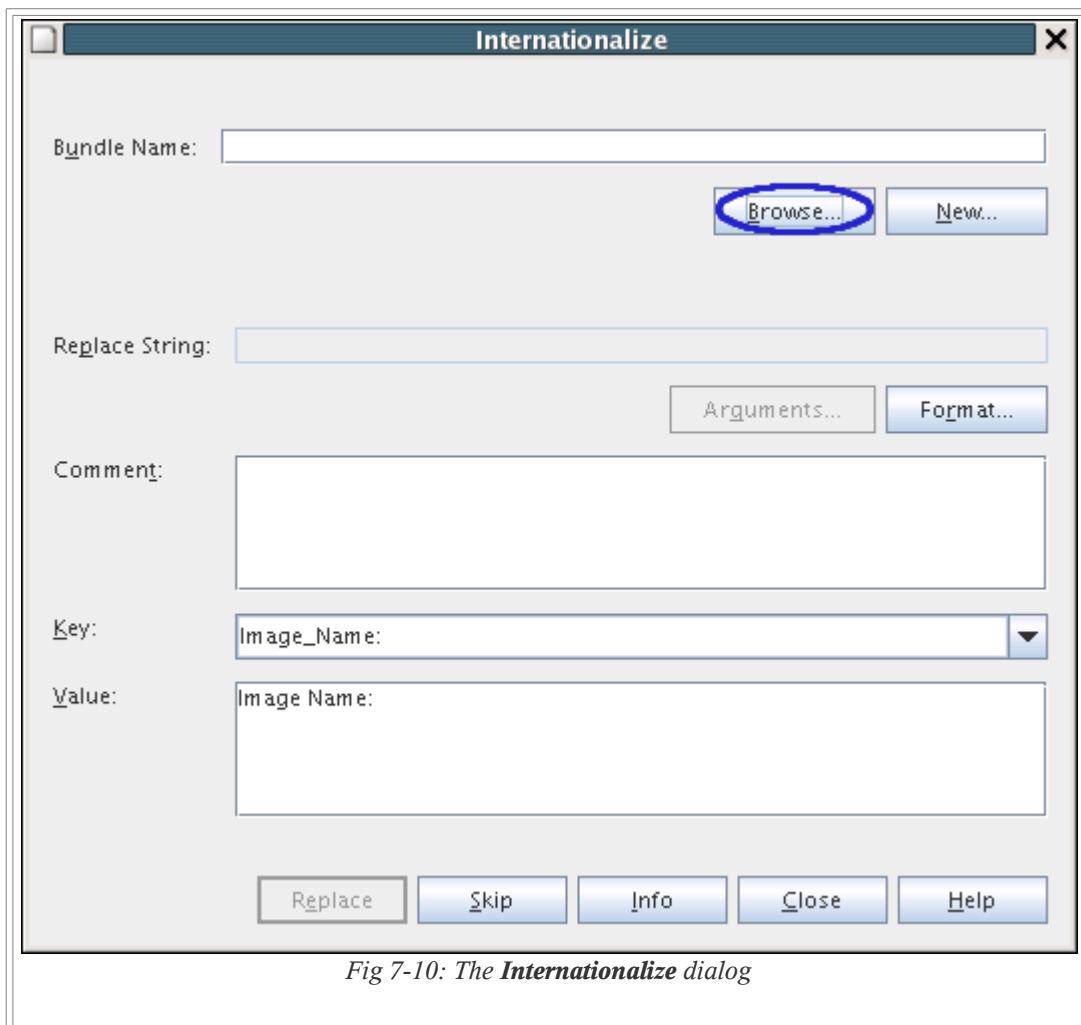 Internationalize
Bundle Name:
Browse... New...
Replace String:
Arguments... Format...
Comment:
Key: Image_Name:
Value: Image Name:
Replace Skip Info Close Help
Fig 7-10: The Internationalize dialog